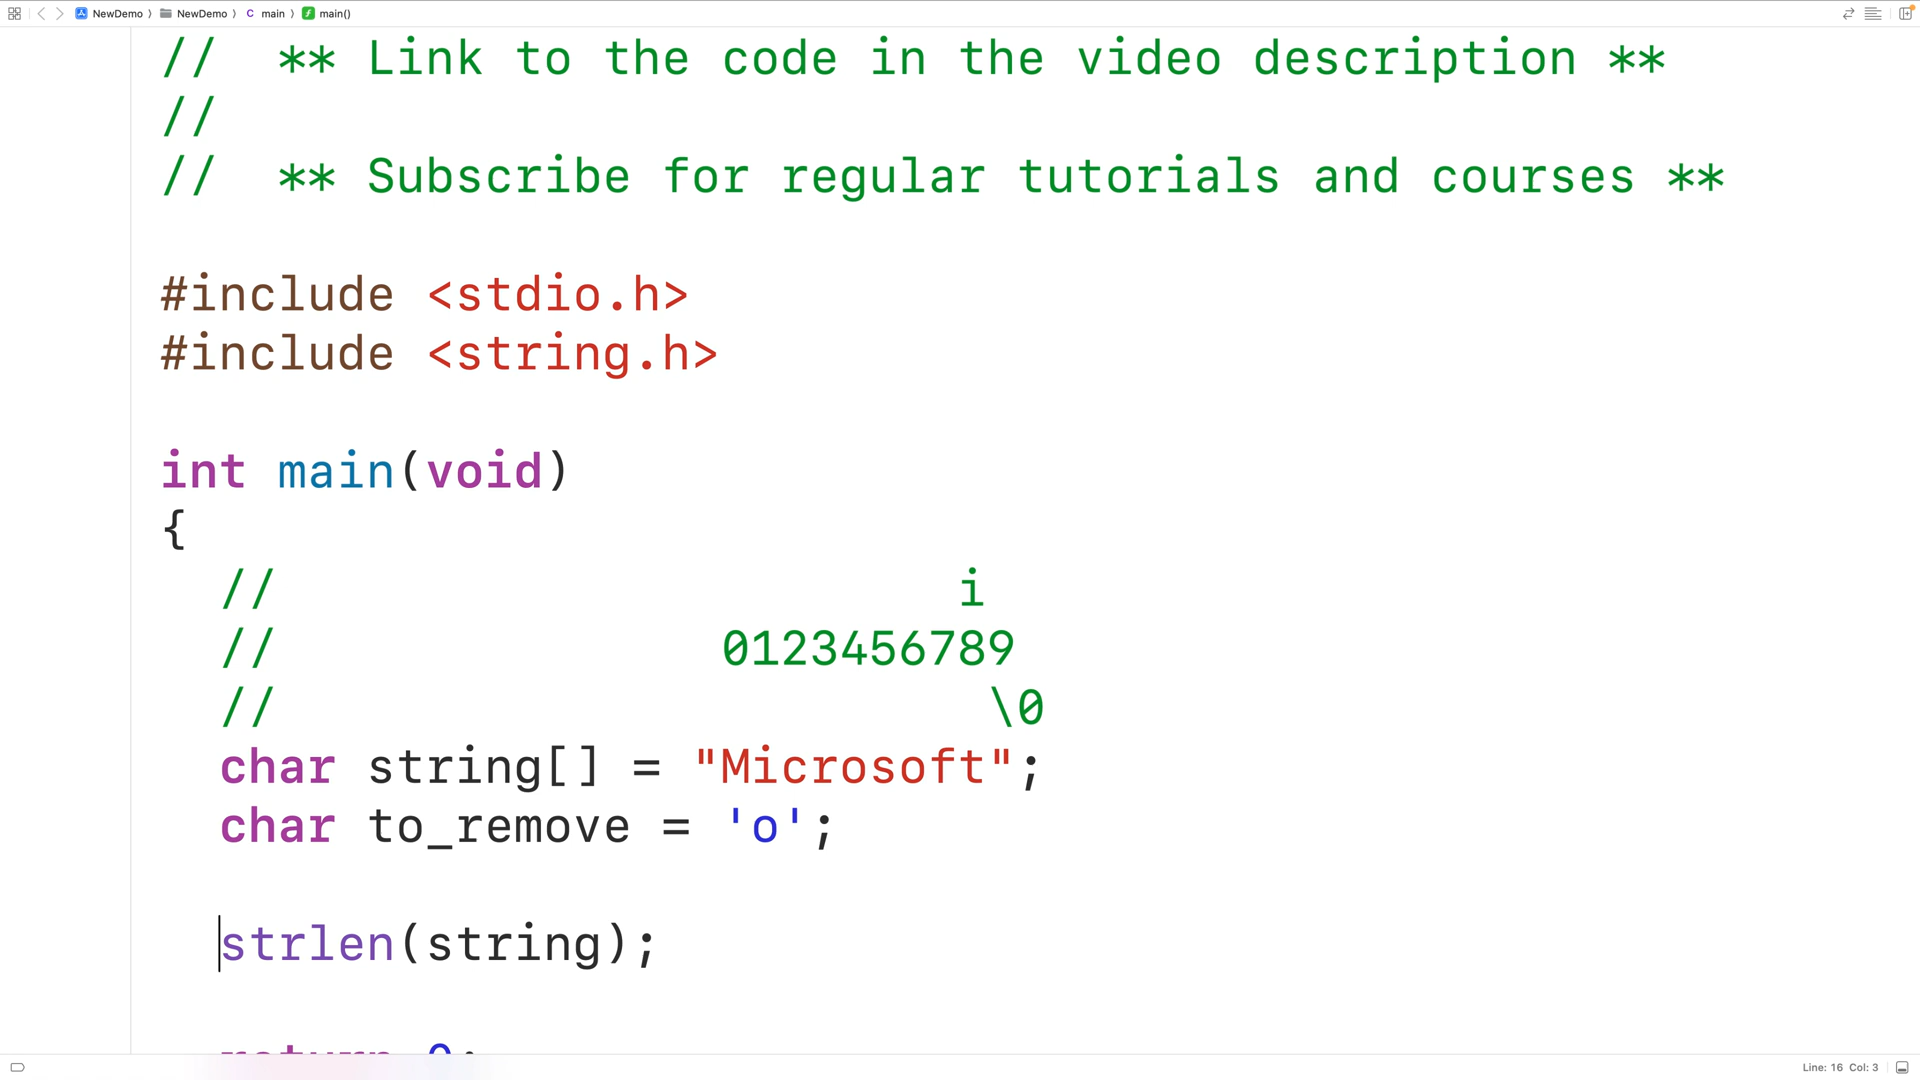 NewDemo 〉 NewDemo 〉 C main 〉 f main()
// ** Link to the code in the video description **
//
// ** Subscribe for regular tutorials and courses **
#include <stdio.h>
#include <string.h>
int main(void)
{
// i
// 0123456789
// \0
char string[] = "Microsoft";
char to_remove = 'o';
strlen(string);
return 0;
Line: 16 Col: 3